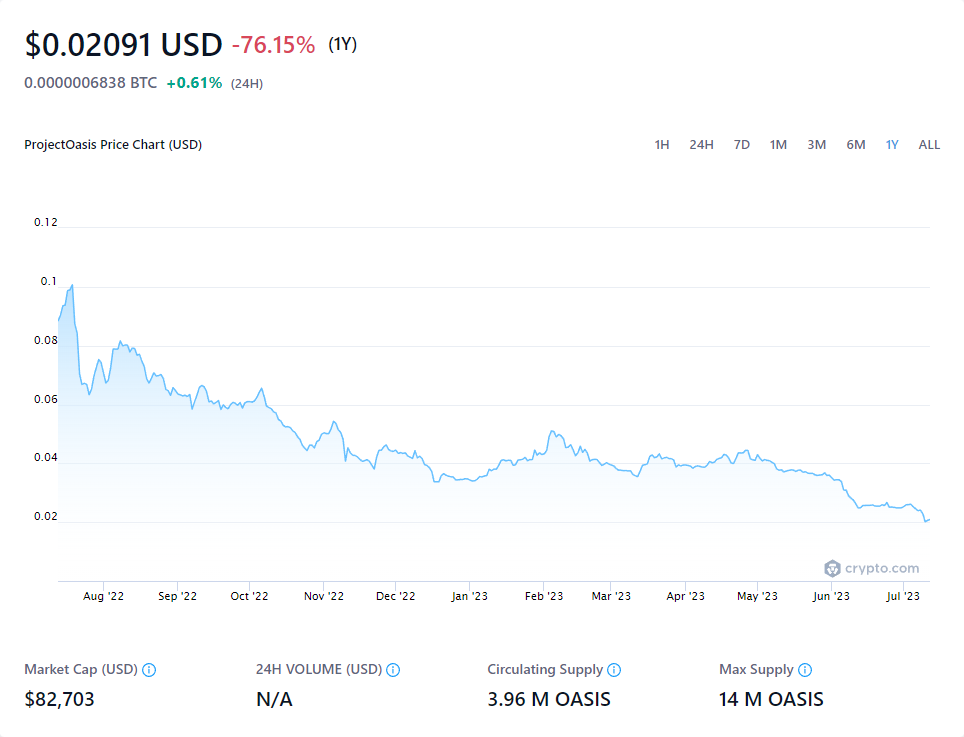 $0.02091 USD -76.15% (1Y)
0.0000006838 BTC +0.61% (24H)
ProjectOasis Price Chart (USD) 1H 24H 7D 1M 3M 6M 1Y ALL
0.12
0.1
0.08
0.06
0.04
0.02
crypto.com
Aug '22 Sep '22 Oct '22 Nov '22 Dec '22 Jan '23 Feb '23 Mar '23 Apr '23 May '23 Jun '23 Jul '23
Market Cap (USD) 24H VOLUME (USD) Circulating Supply Max Supply
$82,703 N/A 3.96 M OASIS 14 M OASIS